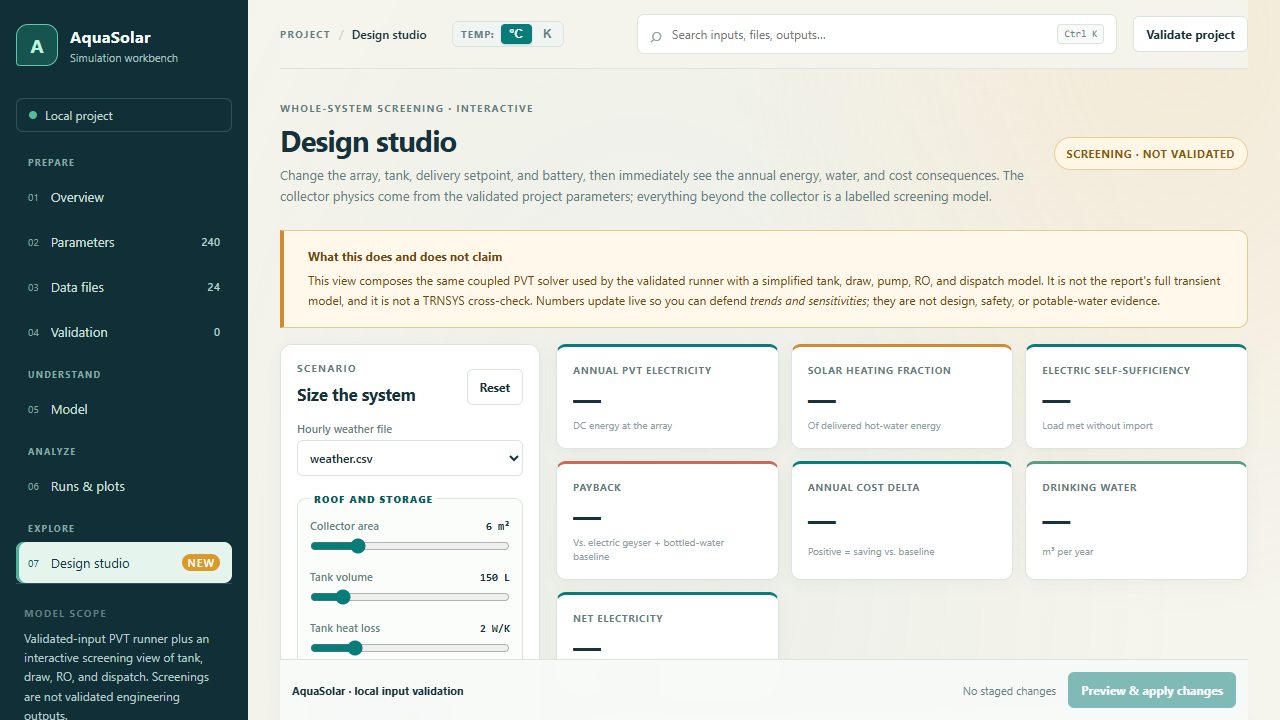 A
AquaSolar
Simulation workbench
Local project
PREPARE
01 Overview
02 Parameters 240
03 Data files 24
04 Validation 0
UNDERSTAND
05 Model
ANALYZE
06 Runs & plots
EXPLORE
07 Design studio NEW
MODEL SCOPE
Validated-input PVT runner plus an
interactive screening view of tank,
draw, RO, and dispatch. Screenings
are not validated engineering
outputs.
PROJECT / Design studio
TEMP: °C K
Search inputs, files, outputs... Ctrl K
Validate project
WHOLE-SYSTEM SCREENING · INTERACTIVE
Design studio
Change the array, tank, delivery setpoint, and battery, then immediately see the annual energy, water, and cost consequences. The
collector physics come from the validated project parameters; everything beyond the collector is a labelled screening model.
SCREENING · NOT VALIDATED
What this does and does not claim
This view composes the same coupled PVT solver used by the validated runner with a simplified tank, draw, pump, RO, and dispatch model. It is not the report's full transient
model, and it is not a TRNSYS cross-check. Numbers update live so you can defend trends and sensitivities; they are not design, safety, or potable-water evidence.
SCENARIO
Size the system
Reset
Hourly weather file
weather.csv
ROOF AND STORAGE
Collector area 6 m²
Tank volume 150 L
Tank heat loss 2 W/K
ANNUAL PVT ELECTRICITY
—
DC energy at the array
SOLAR HEATING FRACTION
—
Of delivered hot-water energy
ELECTRIC SELF-SUFFICIENCY
—
Load met without import
PAYBACK
—
Vs. electric geyser + bottled-water
baseline
ANNUAL COST DELTA
—
Positive = saving vs. baseline
DRINKING WATER
—
m³ per year
NET ELECTRICITY
—
AquaSolar · local input validation
No staged changes
Preview & apply changes